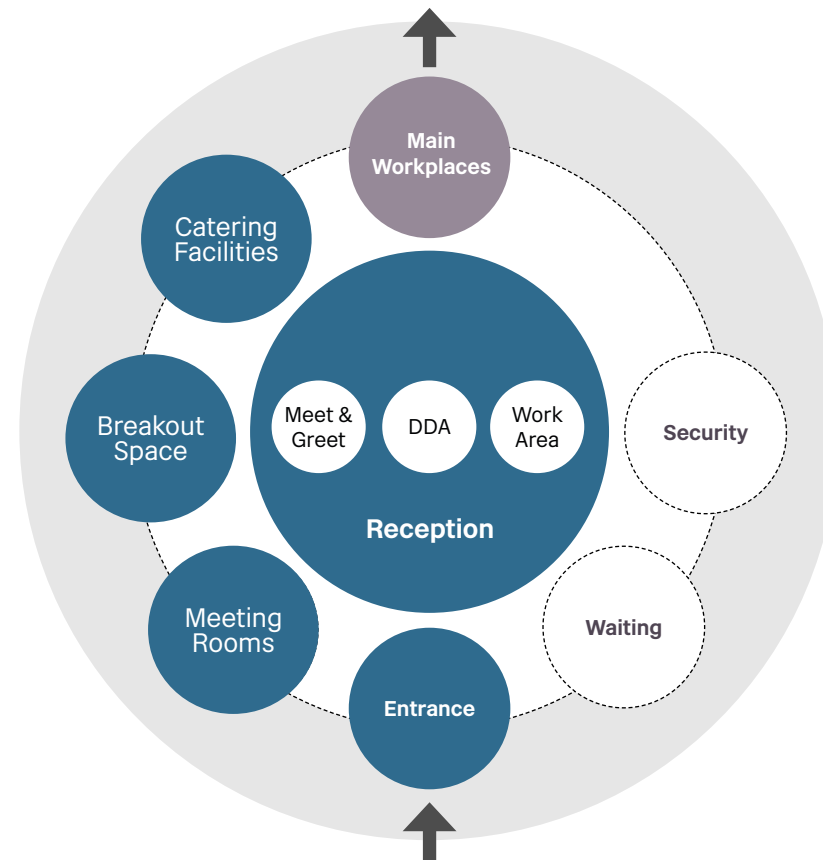 Main
Workplaces
Catering
Facilities
Breakout
Space
Meet &
Greet
DDA
Work
Area
Security
Reception
Meeting
Rooms
Waiting
Entrance